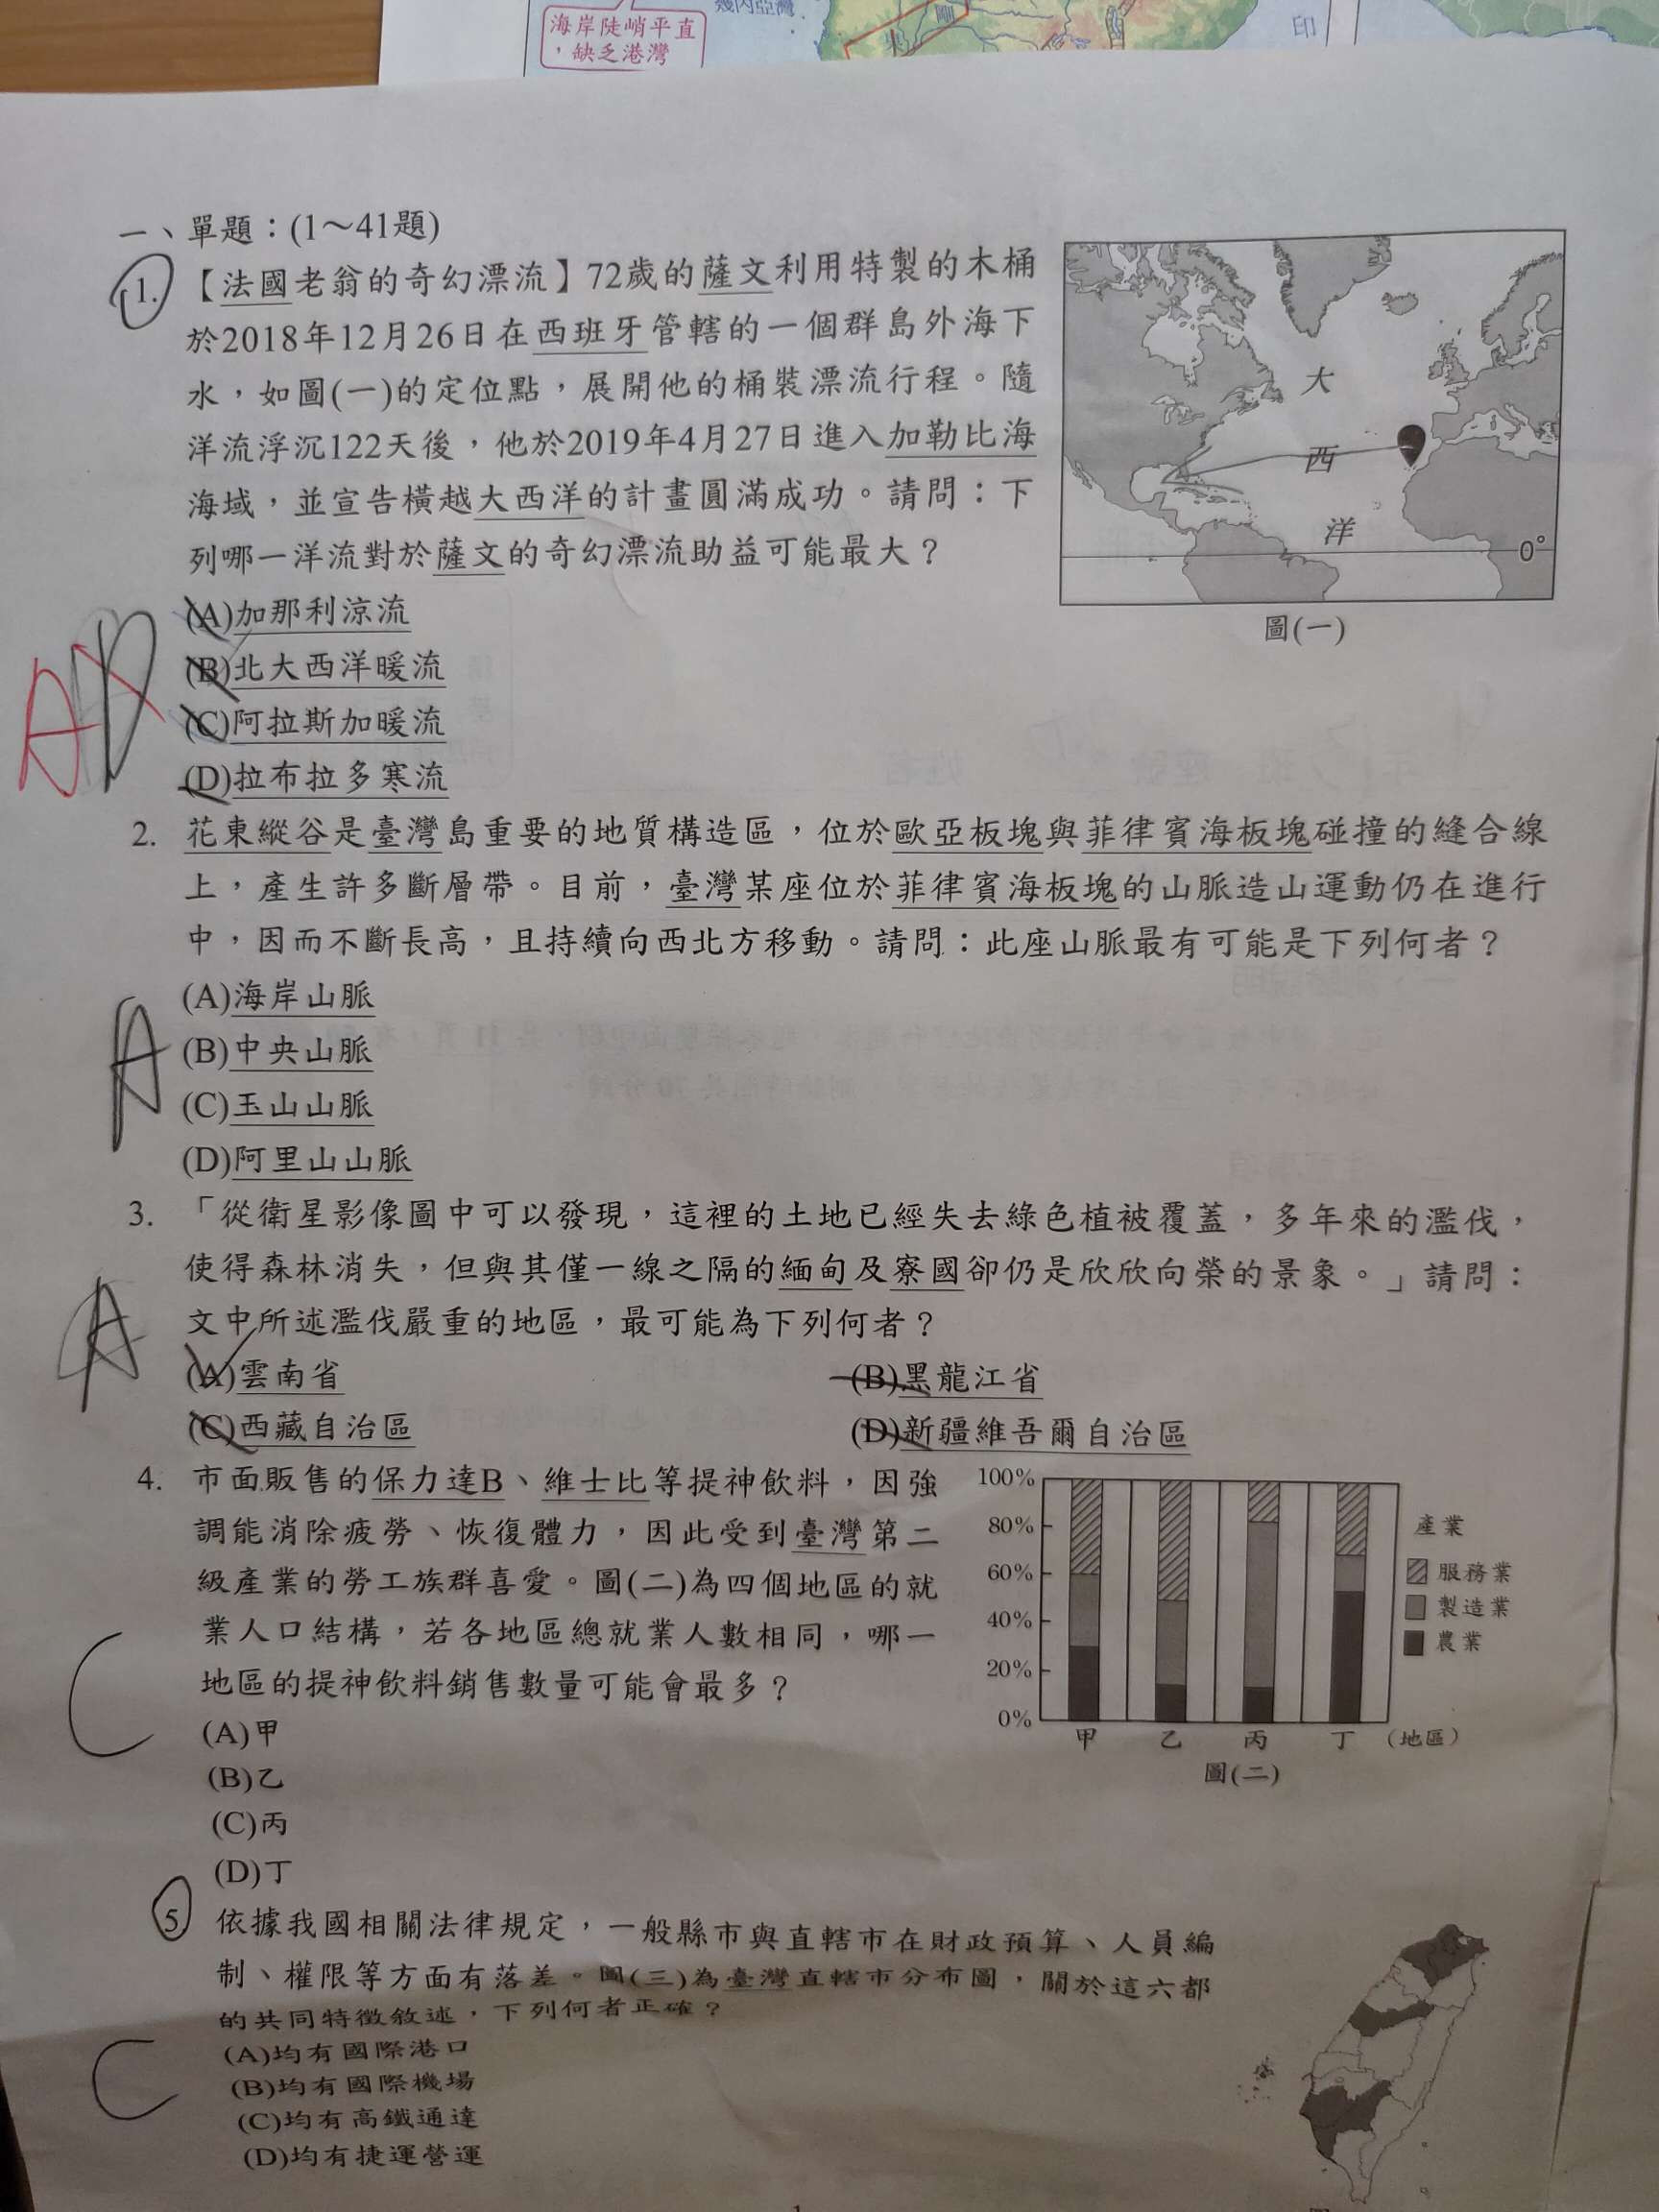 幾內亞灣
海岸陡峭平直
，缺乏港灣
剛
果
印
一、單題：(1～41題)
1. 【法國老翁的奇幻漂流】72歲的薩文利用特製的木桶
於2018年12月26日在西班牙管轄的一個群島外海下
水，如圖(一)的定位點，展開他的桶裝漂流行程。隨
洋流浮沉122天後，他於2019年4月27日進入加勒比海
海域，並宣告橫越大西洋的計畫圓滿成功。請問：下
列哪一洋流對於薩文的奇幻漂流助益可能最大？
大
西
洋
0°
圖(一)
(A)加那利涼流
(B)北大西洋暖流
(C)阿拉斯加暖流
(D)拉布拉多寒流
A D
2. 花東縱谷是臺灣島重要的地質構造區，位於歐亞板塊與菲律賓海板塊碰撞的縫合線
上，產生許多斷層帶。目前，臺灣某座位於菲律賓海板塊的山脈造山運動仍在進行
中，因而不斷長高，且持續向西北方移動。請問：此座山脈最有可能是下列何者？
(A)海岸山脈
(B)中央山脈
(C)玉山山脈
(D)阿里山山脈
A
3. 「從衛星影像圖中可以發現，這裡的土地已經失去綠色植被覆蓋，多年來的濫伐，
使得森林消失，但與其僅一線之隔的緬甸及寮國卻仍是欣欣向榮的景象。」請問：
文中所述濫伐嚴重的地區，最可能為下列何者？
(A)雲南省 (B)黑龍江省
(C)西藏自治區 (D)新疆維吾爾自治區
A
4. 市面販售的保力達B、維士比等提神飲料，因強
調能消除疲勞、恢復體力，因此受到臺灣第二
級產業的勞工族群喜愛。圖(二)為四個地區的就
業人口結構，若各地區總就業人數相同，哪一
地區的提神飲料銷售數量可能會最多？
(A)甲
(B)乙
(C)丙
(D)丁
C
100%
80%
60%
40%
20%
0%
產業
服務業
製造業
農業
甲 乙 丙 丁 （地區）
圖(二)
5. 依據我國相關法律規定，一般縣市與直轄市在財政預算、人員編
制、權限等方面有落差。圖(三)為臺灣直轄市分布圖，關於這六都
的共同特徵敘述，下列何者正確？
(A)均有國際港口
(B)均有國際機場
(C)均有高鐵通達
(D)均有捷運營運
C